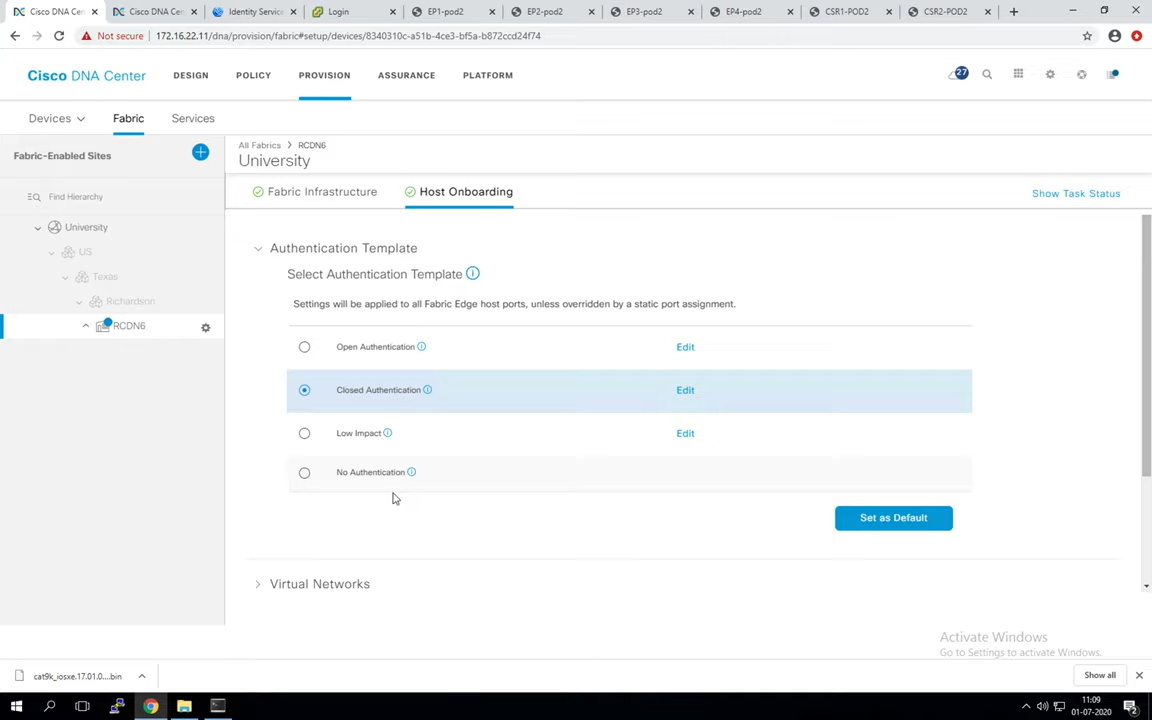 Cisco DNA Cen
Cisco DNA Cent
Identity Service
Login
EP1-pod2
EP2-pod2
EP3-pod2
EP4-pod2
CSR1-POD2
CSR2-POD2
Not secure
172.16.22.11/dna/provision/fabric#setup/devices/8340310c-a51b-4ce3-bf5a-b872ccd24f74
Cisco DNA Center
DESIGN
POLICY
PROVISION
ASSURANCE
PLATFORM
27
Devices
Fabric
Services
Fabric-Enabled Sites
Find Hierarchy
University
US
Texas
Richardson
RCDN6
All Fabrics
RCDN6
University
Fabric Infrastructure
Host Onboarding
Show Task Status
Authentication Template
Select Authentication Template
Settings will be applied to all Fabric Edge host ports, unless overridden by a static port assignment.
Open Authentication
Edit
Closed Authentication
Edit
Low Impact
Edit
No Authentication
Set as Default
Virtual Networks
Activate Windows
Go to Settings to activate Windows.
cat9k_iosxe.17.01.0....bin
Show all
11:09
01-07-2020
2